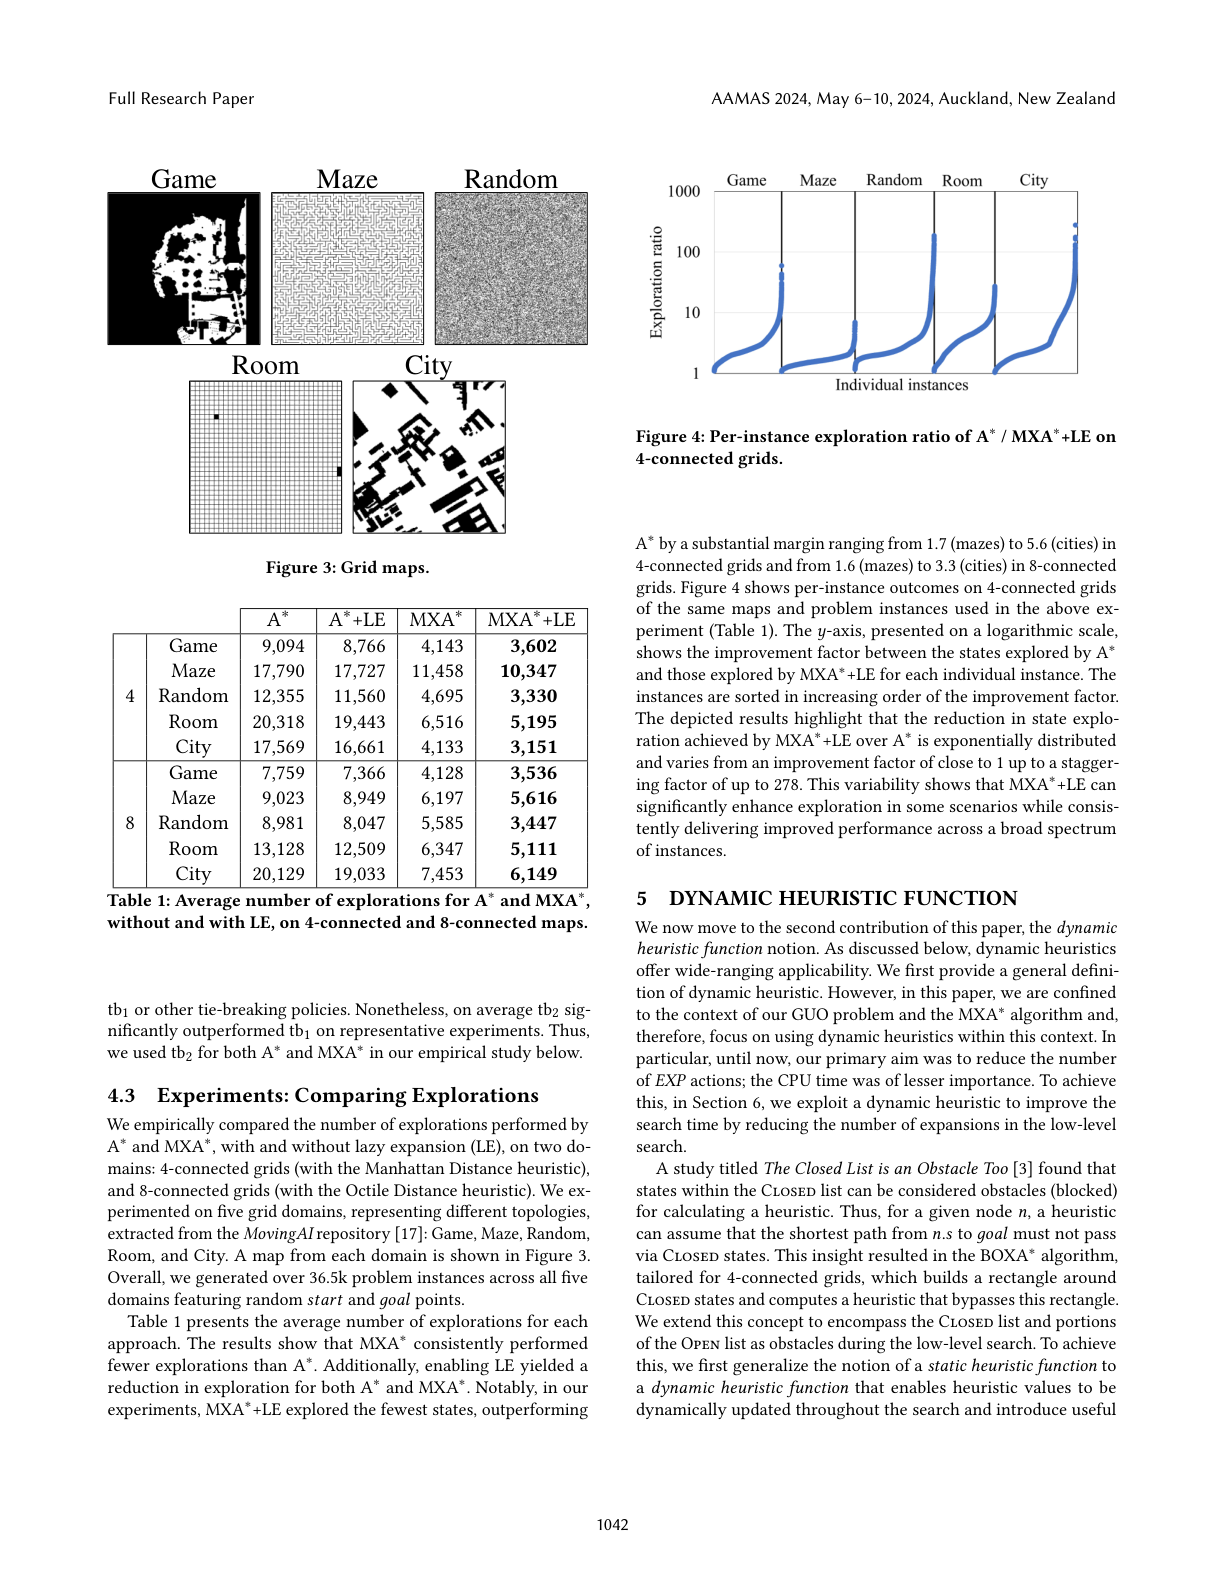 Full Research Paper
AAMAS 2024, May 6–10, 2024, Auckland, New Zealand
Game Maze Random
Room City
Figure 3: Grid maps.
A* A*+LE MXA* MXA*+LE
4
Game 9,094 8,766 4,143 3,602
Maze 17,790 17,727 11,458 10,347
Random 12,355 11,560 4,695 3,330
Room 20,318 19,443 6,516 5,195
City 17,569 16,661 4,133 3,151
8
Game 7,759 7,366 4,128 3,536
Maze 9,023 8,949 6,197 5,616
Random 8,981 8,047 5,585 3,447
Room 13,128 12,509 6,347 5,111
City 20,129 19,033 7,453 6,149
Table 1: Average number of explorations for A* and MXA*,
without and with LE, on 4-connected and 8-connected maps.
tb₁ or other tie-breaking policies. Nonetheless, on average tb₂ sig-
nificantly outperformed tb₁ on representative experiments. Thus,
we used tb₂ for both A* and MXA* in our empirical study below.
4.3 Experiments: Comparing Explorations
We empirically compared the number of explorations performed by
A* and MXA*, with and without lazy expansion (LE), on two do-
mains: 4-connected grids (with the Manhattan Distance heuristic),
and 8-connected grids (with the Octile Distance heuristic). We ex-
perimented on five grid domains, representing different topologies,
extracted from the MovingAI repository [17]: Game, Maze, Random,
Room, and City. A map from each domain is shown in Figure 3.
Overall, we generated over 36.5k problem instances across all five
domains featuring random start and goal points.
Table 1 presents the average number of explorations for each
approach. The results show that MXA* consistently performed
fewer explorations than A*. Additionally, enabling LE yielded a
reduction in exploration for both A* and MXA*. Notably, in our
experiments, MXA*+LE explored the fewest states, outperforming
Game Maze Random Room City
1000
100
10
1
Exploration ratio
Individual instances
Figure 4: Per-instance exploration ratio of A* / MXA*+LE on
4-connected grids.
A* by a substantial margin ranging from 1.7 (mazes) to 5.6 (cities) in
4-connected grids and from 1.6 (mazes) to 3.3 (cities) in 8-connected
grids. Figure 4 shows per-instance outcomes on 4-connected grids
of the same maps and problem instances used in the above ex-
periment (Table 1). The y-axis, presented on a logarithmic scale,
shows the improvement factor between the states explored by A*
and those explored by MXA*+LE for each individual instance. The
instances are sorted in increasing order of the improvement factor.
The depicted results highlight that the reduction in state explo-
ration achieved by MXA*+LE over A* is exponentially distributed
and varies from an improvement factor of close to 1 up to a stagger-
ing factor of up to 278. This variability shows that MXA*+LE can
significantly enhance exploration in some scenarios while consis-
tently delivering improved performance across a broad spectrum
of instances.
5 DYNAMIC HEURISTIC FUNCTION
We now move to the second contribution of this paper, the dynamic
heuristic function notion. As discussed below, dynamic heuristics
offer wide-ranging applicability. We first provide a general defini-
tion of dynamic heuristic. However, in this paper, we are confined
to the context of our GUO problem and the MXA* algorithm and,
therefore, focus on using dynamic heuristics within this context. In
particular, until now, our primary aim was to reduce the number
of EXP actions; the CPU time was of lesser importance. To achieve
this, in Section 6, we exploit a dynamic heuristic to improve the
search time by reducing the number of expansions in the low-level
search.
A study titled The Closed List is an Obstacle Too [3] found that
states within the Closed list can be considered obstacles (blocked)
for calculating a heuristic. Thus, for a given node n, a heuristic
can assume that the shortest path from n.s to goal must not pass
via Closed states. This insight resulted in the BOXA* algorithm,
tailored for 4-connected grids, which builds a rectangle around
Closed states and computes a heuristic that bypasses this rectangle.
We extend this concept to encompass the Closed list and portions
of the Open list as obstacles during the low-level search. To achieve
this, we first generalize the notion of a static heuristic function to
a dynamic heuristic function that enables heuristic values to be
dynamically updated throughout the search and introduce useful
1042